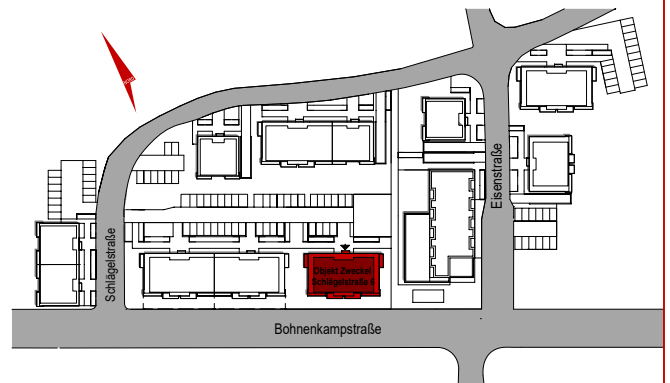 Eisenstraße
Schlägelstraße
Objekt Zweckel
Schlägelstraße 6
Bohnenkampstraße